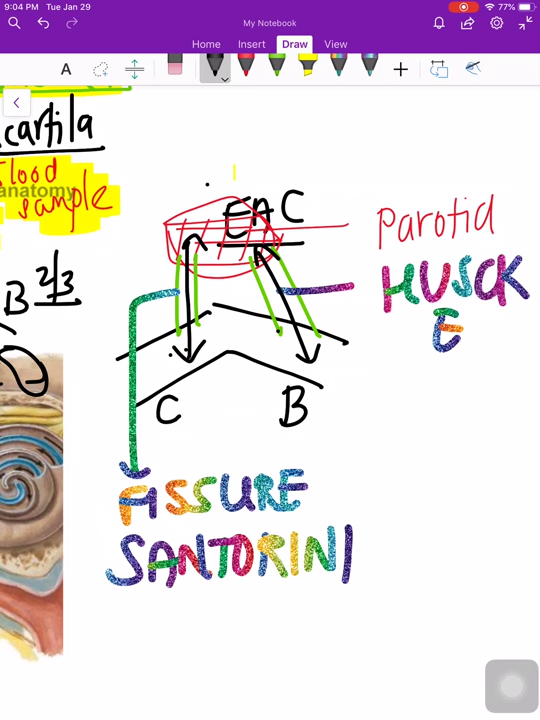 9:04 PM Tue Jan 29
77%
My Notebook
Home Insert Draw View
A
cartila
lood
anatomy
sample
B 2/3
EAC
Parotid
HUSCK
E
C
B
FISSURE
SANTORINI